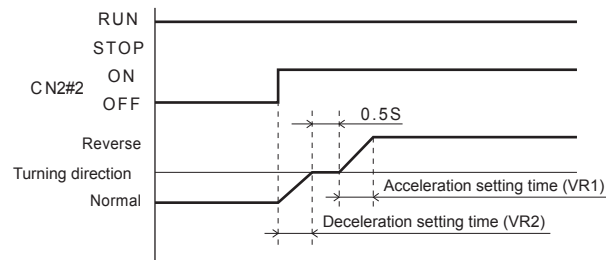 RUN
STOP
CN2#2
ON
OFF
0.5S
Reverse
Turning direction
Normal
Acceleration setting time (VR1)
Deceleration setting time (VR2)